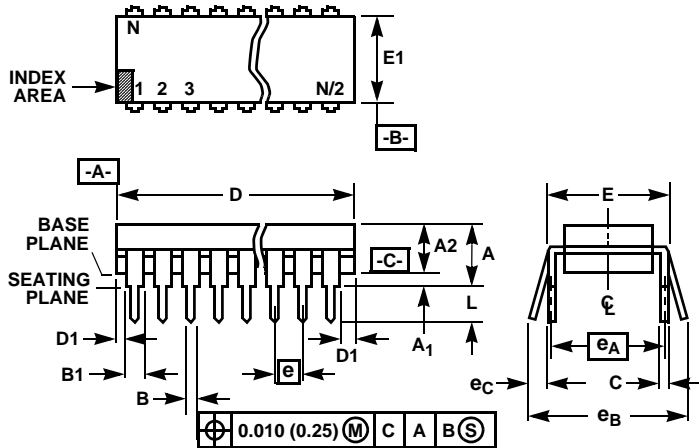 N
E1
INDEX
AREA
1 2 3 N/2
-B-
-A-
D
E
BASE
PLANE
A2
A
-C-
SEATING
PLANE
L
℄
D1
A1
D1
eA
B1
e
eC
C
B
eB
0.010 (0.25) Ⓜ C A B Ⓢ